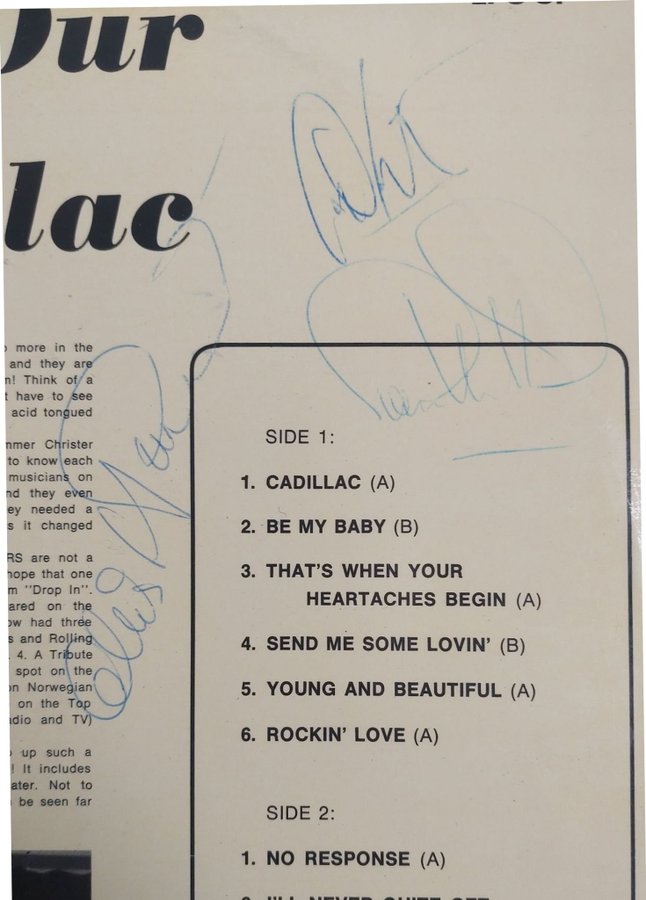 Our
lac
more in the
and they are
n! Think of a
t have to see
acid tongued
nmer Christer
to know each
musicians on
nd they even
ey needed a
s it changed
RS are not a
hope that one
m "Drop In".
ared on the
ow had three
s and Rolling
. 4. A Tribute
spot on the
on Norwegian
on the Top
adio and TV)
up such a
! It includes
ater. Not to
be seen far
SIDE 1:
1. CADILLAC (A)
2. BE MY BABY (B)
3. THAT'S WHEN YOUR
HEARTACHES BEGIN (A)
4. SEND ME SOME LOVIN' (B)
5. YOUNG AND BEAUTIFUL (A)
6. ROCKIN' LOVE (A)
SIDE 2:
1. NO RESPONSE (A)